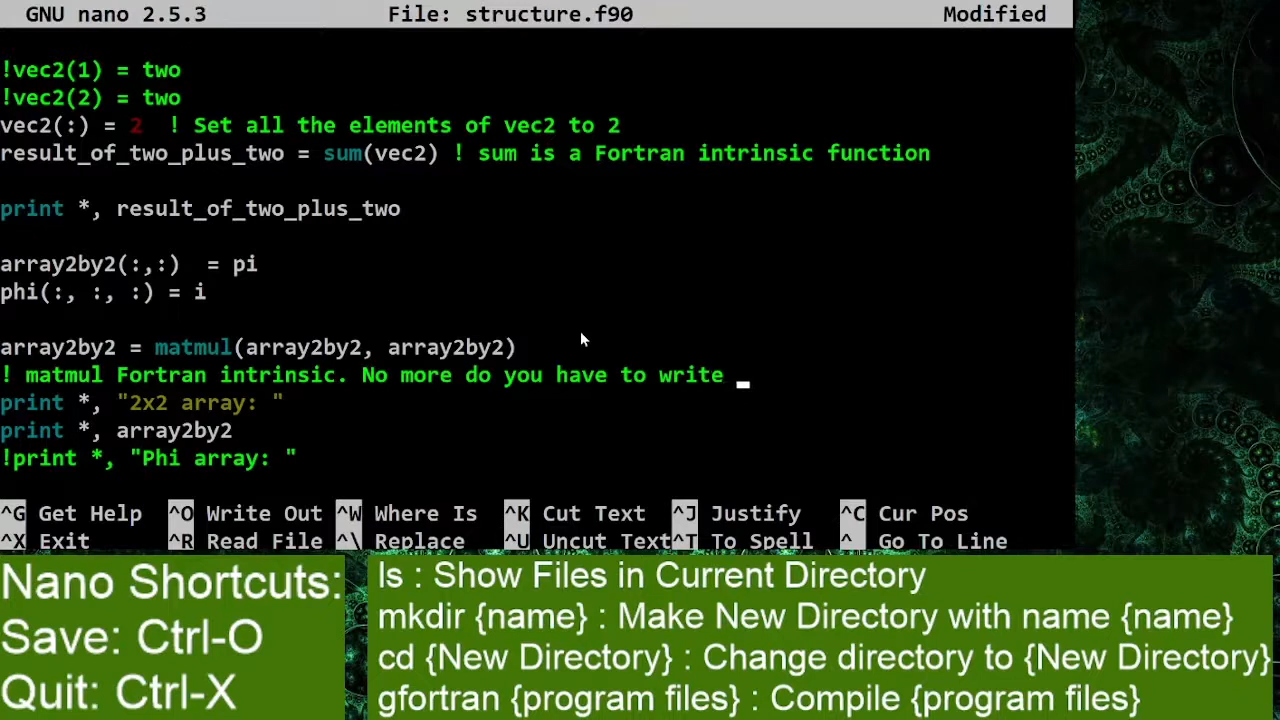 GNU nano 2.5.3 File: structure.f90 Modified
!vec2(1) = two
!vec2(2) = two
vec2(:) = 2 ! Set all the elements of vec2 to 2
result_of_two_plus_two = sum(vec2) ! sum is a Fortran intrinsic function
print *, result_of_two_plus_two
array2by2(:,:) = pi
phi(:, :, :) = i
array2by2 = matmul(array2by2, array2by2)
! matmul Fortran intrinsic. No more do you have to write
print *, "2x2 array: "
print *, array2by2
!print *, "Phi array: "
^G Get Help ^O Write Out ^W Where Is ^K Cut Text ^J Justify ^C Cur Pos
^X Exit ^R Read File ^\ Replace ^U Uncut Text ^T To Spell ^_ Go To Line
Nano Shortcuts:
Save: Ctrl-O
Quit: Ctrl-X
ls : Show Files in Current Directory
mkdir {name} : Make New Directory with name {name}
cd {New Directory} : Change directory to {New Directory}
gfortran {program files} : Compile {program files}